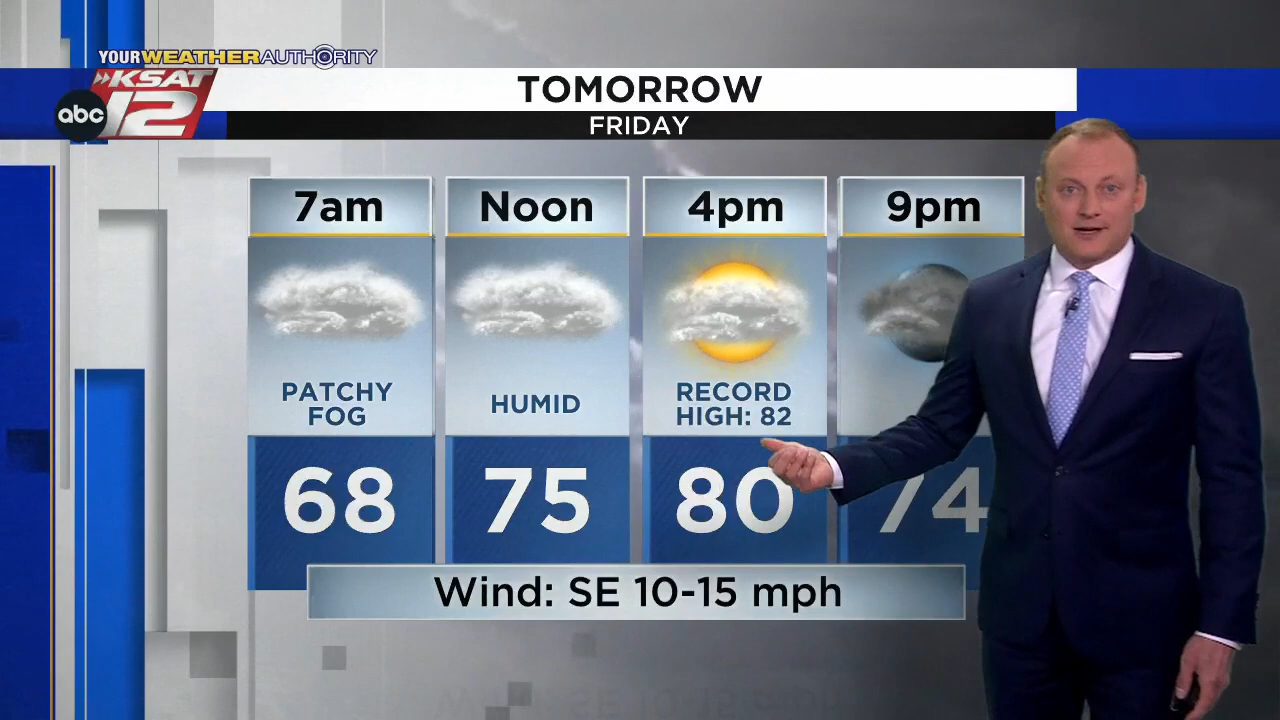 YOUR WEATHER AUTHORITY
KSAT
abc 12
TOMORROW
FRIDAY
7am
Noon
4pm
9pm
PATCHY
FOG
HUMID
RECORD
HIGH: 82
68
75
80
74
Wind: SE 10-15 mph